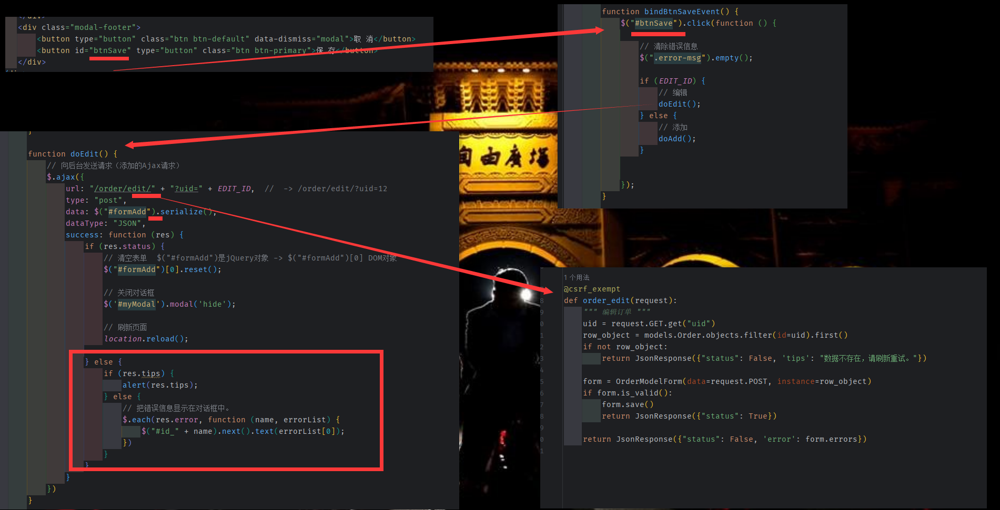 </div>
<div class="modal-footer">
<button type="button" class="btn btn-default" data-dismiss="modal">取 消</button>
<button id="btnSave" type="button" class="btn btn-primary">保 存</button>
</div>
function bindBtnSaveEvent() {
$("#btnSave").click(function () {
// 清除错误信息
$(".error-msg").empty();
if (EDIT_ID) {
// 编辑
doEdit();
} else {
// 添加
doAdd();
}
});
}
自由廣場
}
function doEdit() {
// 向后台发送请求（添加的Ajax请求）
$.ajax({
url: "/order/edit/" + "?uid=" + EDIT_ID,  //  -> /order/edit/?uid=12
type: "post",
data: $("#formAdd").serialize(),
dataType: "JSON",
success: function (res) {
if (res.status) {
// 清空表单  $("#formAdd")是jQuery对象 -> $("#formAdd")[0] DOM对象
$("#formAdd")[0].reset();
// 关闭对话框
$('#myModal').modal('hide');
// 刷新页面
location.reload();
} else {
if (res.tips) {
alert(res.tips);
} else {
// 把错误信息显示在对话框中。
$.each(res.error, function (name, errorList) {
$("#id_" + name).next().text(errorList[0]);
})
}
}
}
})
}
1 个用法
@csrf_exempt
def order_edit(request):
""" 编辑订单 """
uid = request.GET.get("uid")
row_object = models.Order.objects.filter(id=uid).first()
if not row_object:
return JsonResponse({"status": False, 'tips': "数据不存在，请刷新重试。"})
form = OrderModelForm(data=request.POST, instance=row_object)
if form.is_valid():
form.save()
return JsonResponse({"status": True})
return JsonResponse({"status": False, 'error': form.errors})